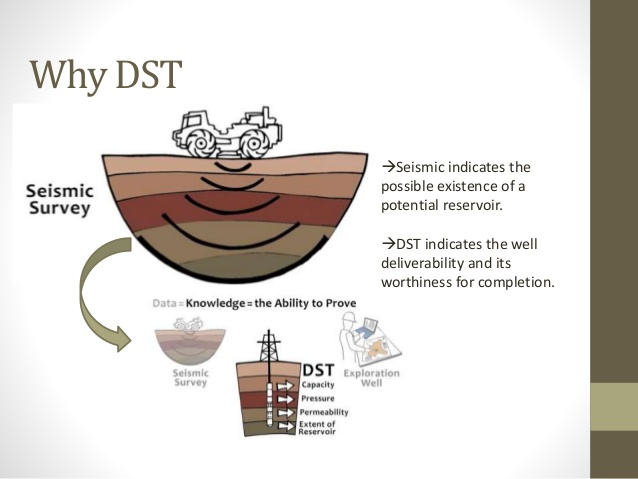 Why DST
Seismic
Survey
→Seismic indicates the
possible existence of a
potential reservoir.
→DST indicates the well
deliverability and its
worthiness for completion.
Data=Knowledge=the Ability to Prove
Seismic
Survey
DST
Capacity
Pressure
Permeability
Extent of
Reservoir
Exploration
Well